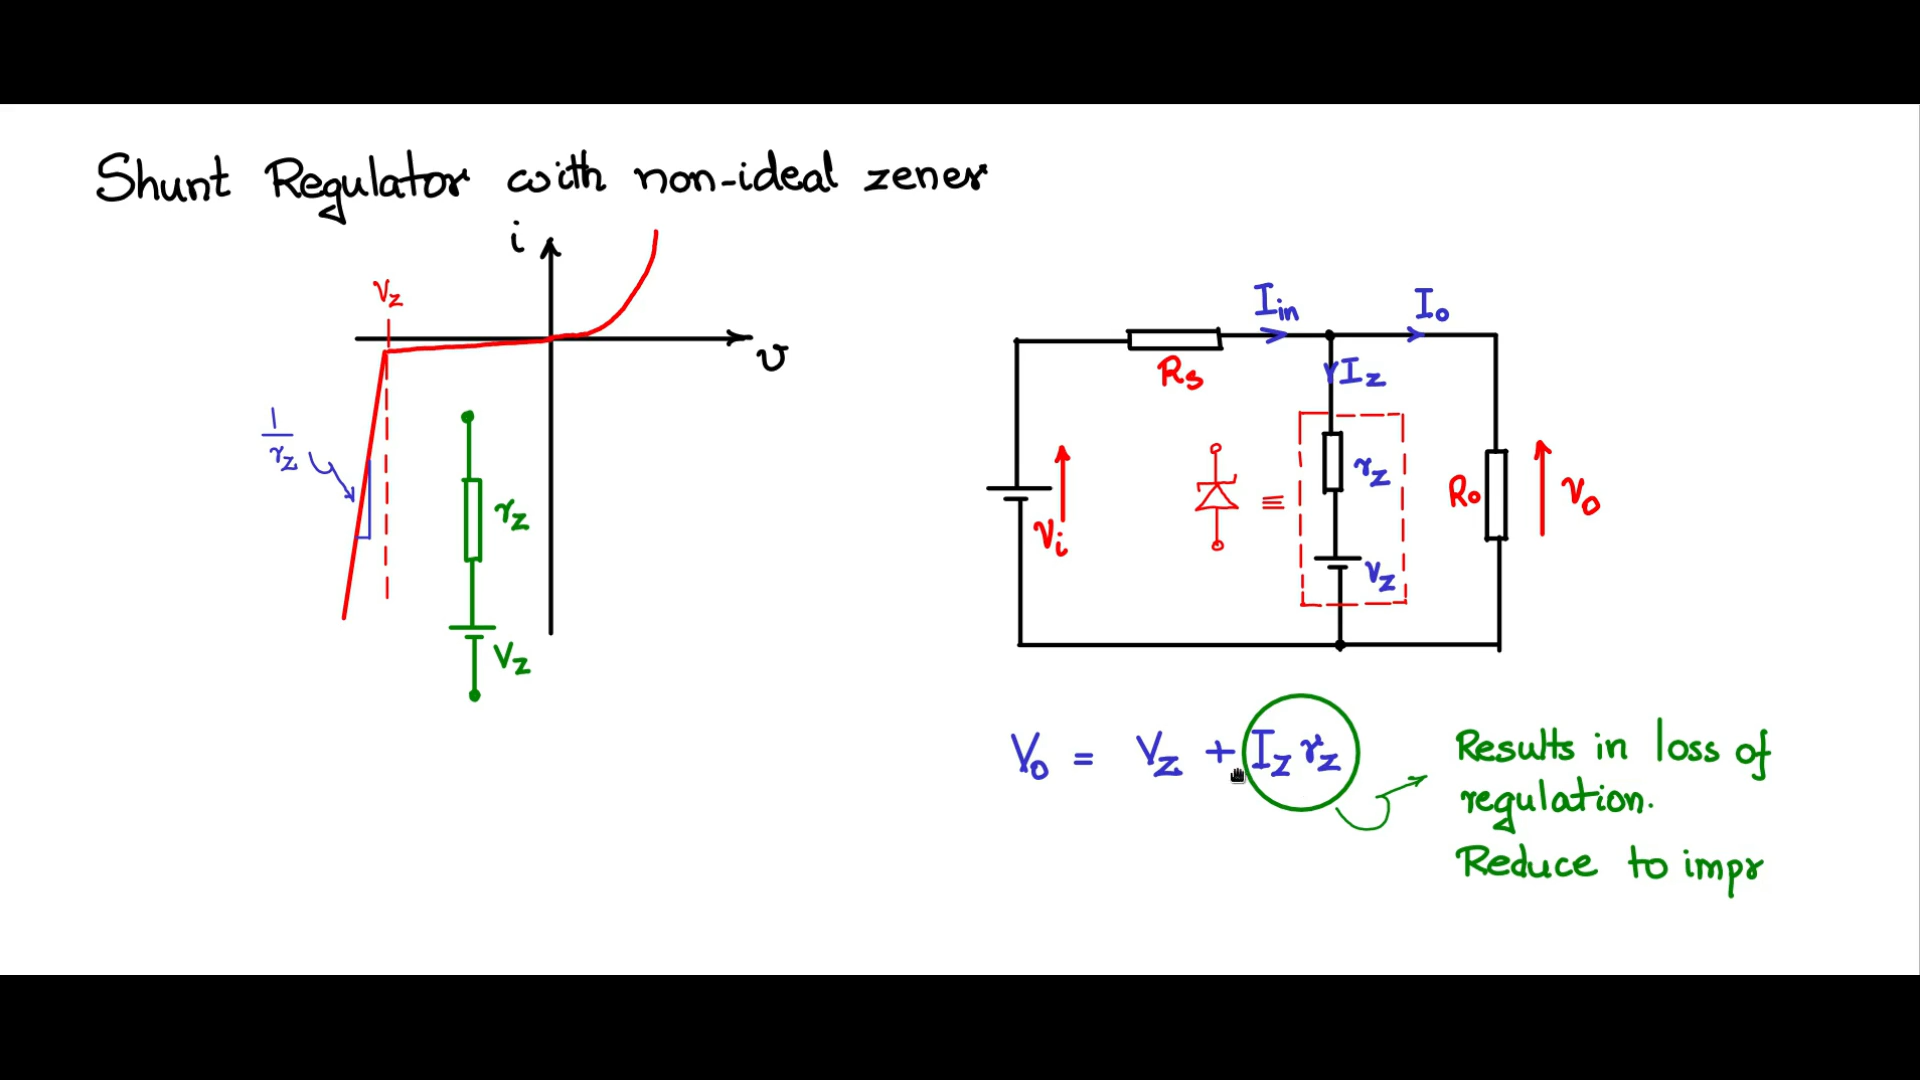 Shunt Regulator with non-ideal zener
i
Vz
v
1/rz
rz
Vz
Iin
Io
Rs
Iz
rz
Vi
≡
Ro
vo
Vz
Vo = Vz + Iz rz
Results in loss of
regulation.
Reduce to impr